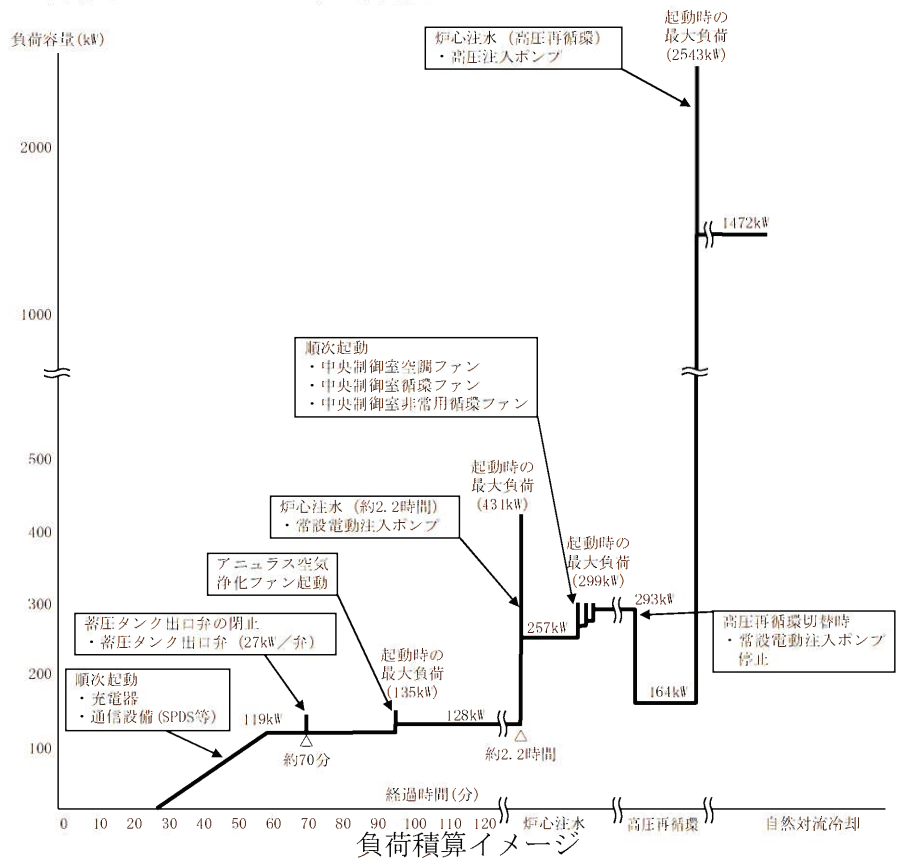 負荷容量(kW)
炉心注水 (高圧再循環)
・高圧注入ポンプ
起動時の
最大負荷
(2543kW)
2000
1472kW
1000
順次起動
・中央制御室空調ファン
・中央制御室循環ファン
・中央制御室非常用循環ファン
500
起動時の
最大負荷
(431kW)
炉心注水 (約2.2時間)
・常設電動注入ポンプ
400
起動時の
最大負荷
(299kW)
アニュラス空気
浄化ファン起動
300
293kW
257kW
蓄圧タンク出口弁の閉止
・蓄圧タンク出口弁 (27kW/弁)
高圧再循環切替時
・常設電動注入ポンプ
停止
起動時の
最大負荷
(135kW)
200
順次起動
・充電器
・通信設備(SPDS等)
164kW
119kW
128kW
100
約70分
約2.2時間
経過時間(分)
0 10 20 30 40 50 60 70 80 90 100 110 120 炉心注水 高圧再循環 自然対流冷却
負荷積算イメージ